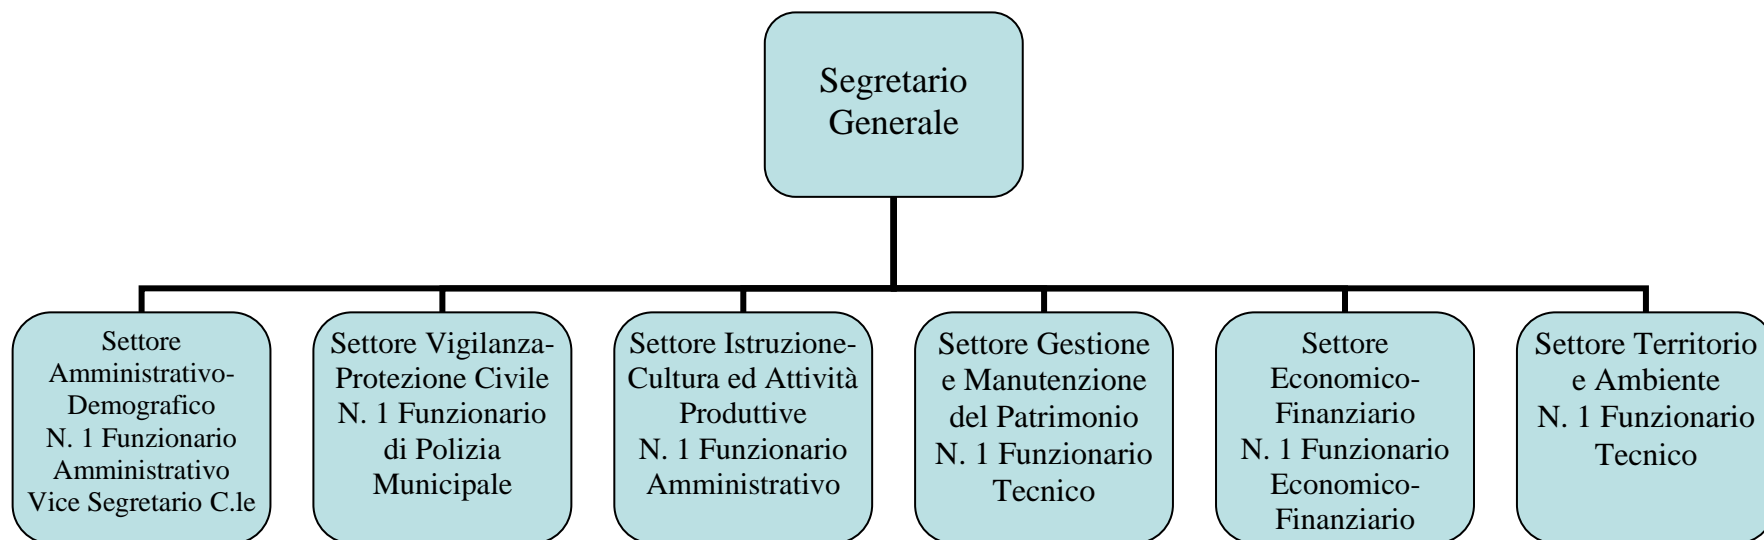 Segretario
Generale
Settore
Amministrativo-
Demografico
N. 1 Funzionario
Amministrativo
Vice Segretario C.le
Settore Vigilanza-
Protezione Civile
N. 1 Funzionario
di Polizia
Municipale
Settore Istruzione-
Cultura ed Attività
Produttive
N. 1 Funzionario
Amministrativo
Settore Gestione
e Manutenzione
del Patrimonio
N. 1 Funzionario
Tecnico
Settore
Economico-
Finanziario
N. 1 Funzionario
Economico-
Finanziario
Settore Territorio
e Ambiente
N. 1 Funzionario
Tecnico